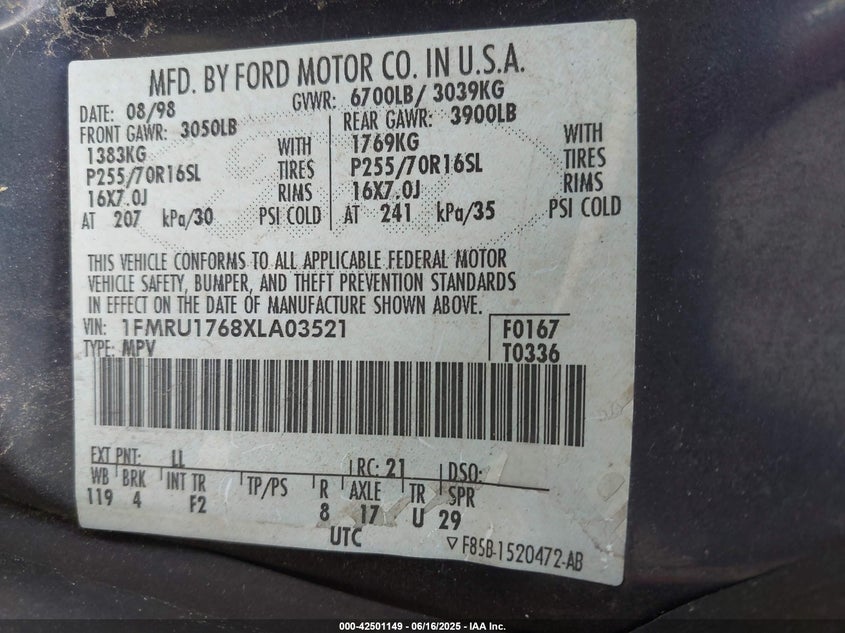 MFD. BY FORD MOTOR CO. IN U.S.A.
DATE: 08/98 GVWR: 6700LB/ 3039KG
FRONT GAWR: 3050LB REAR GAWR: 3900LB
1383KG WITH 1769KG WITH
P255/70R16SL TIRES P255/70R16SL TIRES
16X7.0J RIMS 16X7.0J RIMS
AT 207 kPa/30 PSI COLD AT 241 kPa/35 PSI COLD
THIS VEHICLE CONFORMS TO ALL APPLICABLE FEDERAL MOTOR
VEHICLE SAFETY, BUMPER, AND THEFT PREVENTION STANDARDS
IN EFFECT ON THE DATE OF MANUFACTURE SHOWN ABOVE.
VIN: 1FMRU1768XLA03521 F0167
TYPE: MPV T0336
EXT PNT: LL RC: 21 DSO:
WB BRK INT TR TP/PS R AXLE TR SPR
119 4 F2 8 17 U 29
UTC ▽ F85B-1520472-AB
000-42501149 - 06/16/2025 - IAA Inc.